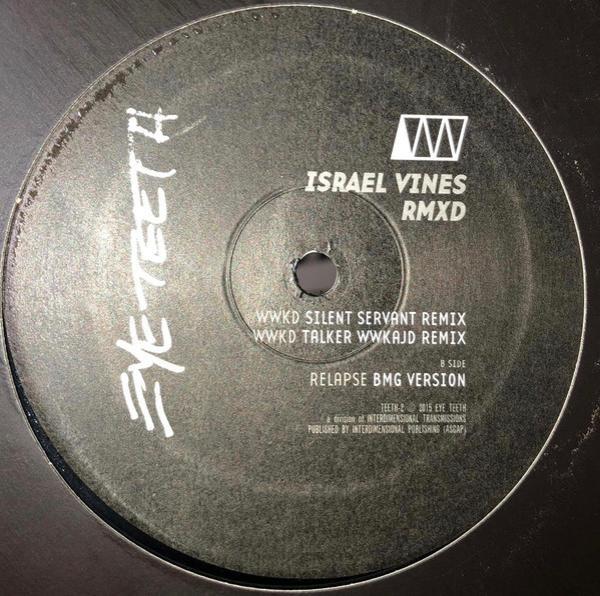 EYE TEETH
ISRAEL VINES
RMXD
WWKD SILENT SERVANT REMIX
WWKD TALKER WWKAJD REMIX
B SIDE
RELAPSE BMG VERSION
TEETH-2 © 2015 EYE TEETH
a division of INTERDIMENSIONAL TRANSMISSIONS
PUBLISHED BY INTERDIMENSIONAL PUBLISHING (ASCAP)